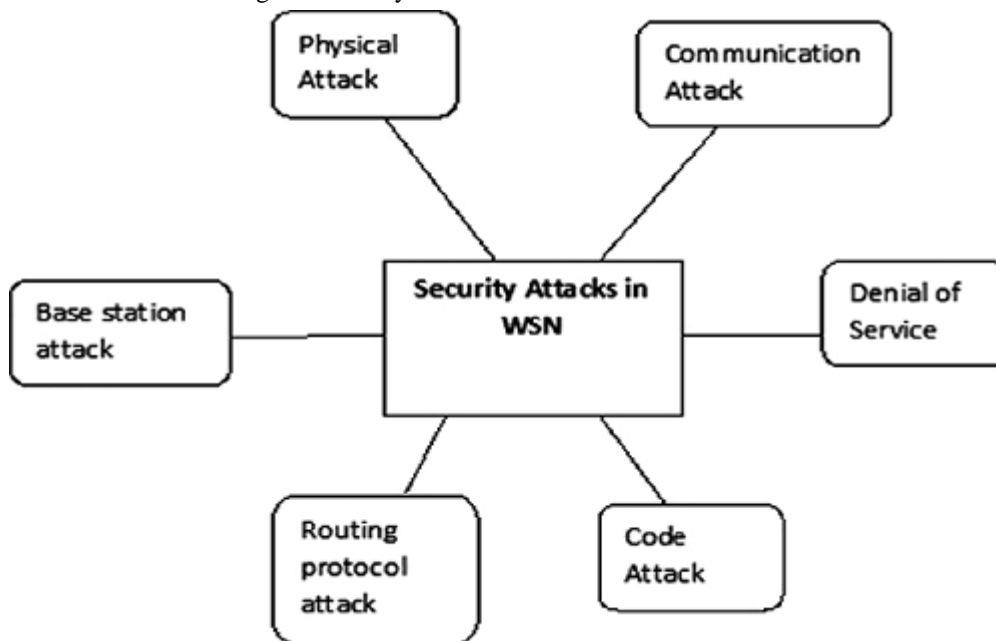 Physical
Attack
Communication
Attack
Security Attacks in
WSN
Base station
attack
Denial of
Service
Routing
protocol
attack
Code
Attack